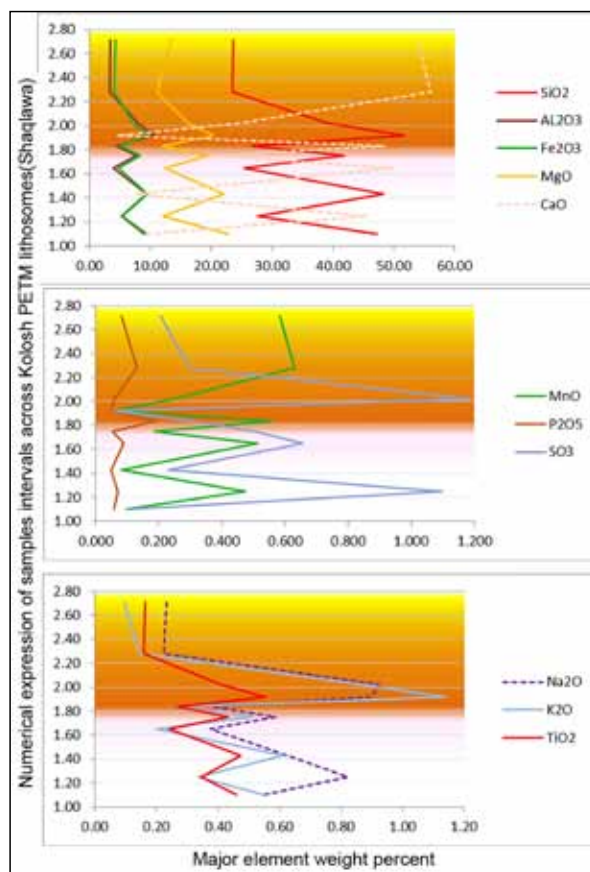 Numerical expression of samples intervals across Kolosh PETM lithosomes(Shaqlawa)
2.80
2.60
2.40
2.20
2.00
1.80
1.60
1.40
1.20
1.00
0.00 10.00 20.00 30.00 40.00 50.00 60.00
SiO2
AL2O3
Fe2O3
MgO
CaO
2.80
2.60
2.40
2.20
2.00
1.80
1.60
1.40
1.20
1.00
0.000 0.200 0.400 0.600 0.800 1.000 1.200
MnO
P2O5
SO3
2.80
2.60
2.40
2.20
2.00
1.80
1.60
1.40
1.20
1.00
0.00 0.20 0.40 0.60 0.80 1.00 1.20
Na2O
K2O
TiO2
Major element weight percent